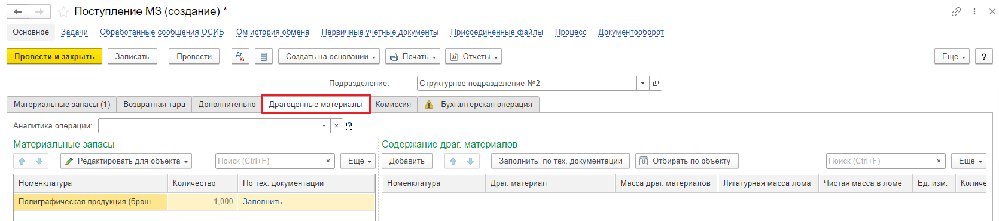 Поступление МЗ (создание) *
Основное Задачи Обработанные сообщения ОСИБ Ом история обмена Первичные учетные документы Присоединенные файлы Процесс Документооборот
Провести и закрыть Записать Провести Дт Кт Создать на основании Печать Отчеты Еще ?
Подразделение: Структурное подразделение №2
Материальные запасы (1) Возвратная тара Дополнительно Драгоценные материалы Комиссия Бухгалтерская операция
Аналитика операции: ?
Материальные запасы Содержание драг. материалов
Редактировать для объекта Поиск (Ctrl+F) × Еще Добавить Заполнить по тех. документации Отбирать по объекту Поиск (Ctrl+F) × Еще
Номенклатура Количество По тех. документации Номенклатура Драг. материал Масса драг. материалов Лигатурная масса лома Чистая масса в ломе Ед. изм. Количе
Полиграфическая продукция (брош... 1,000 Заполнить